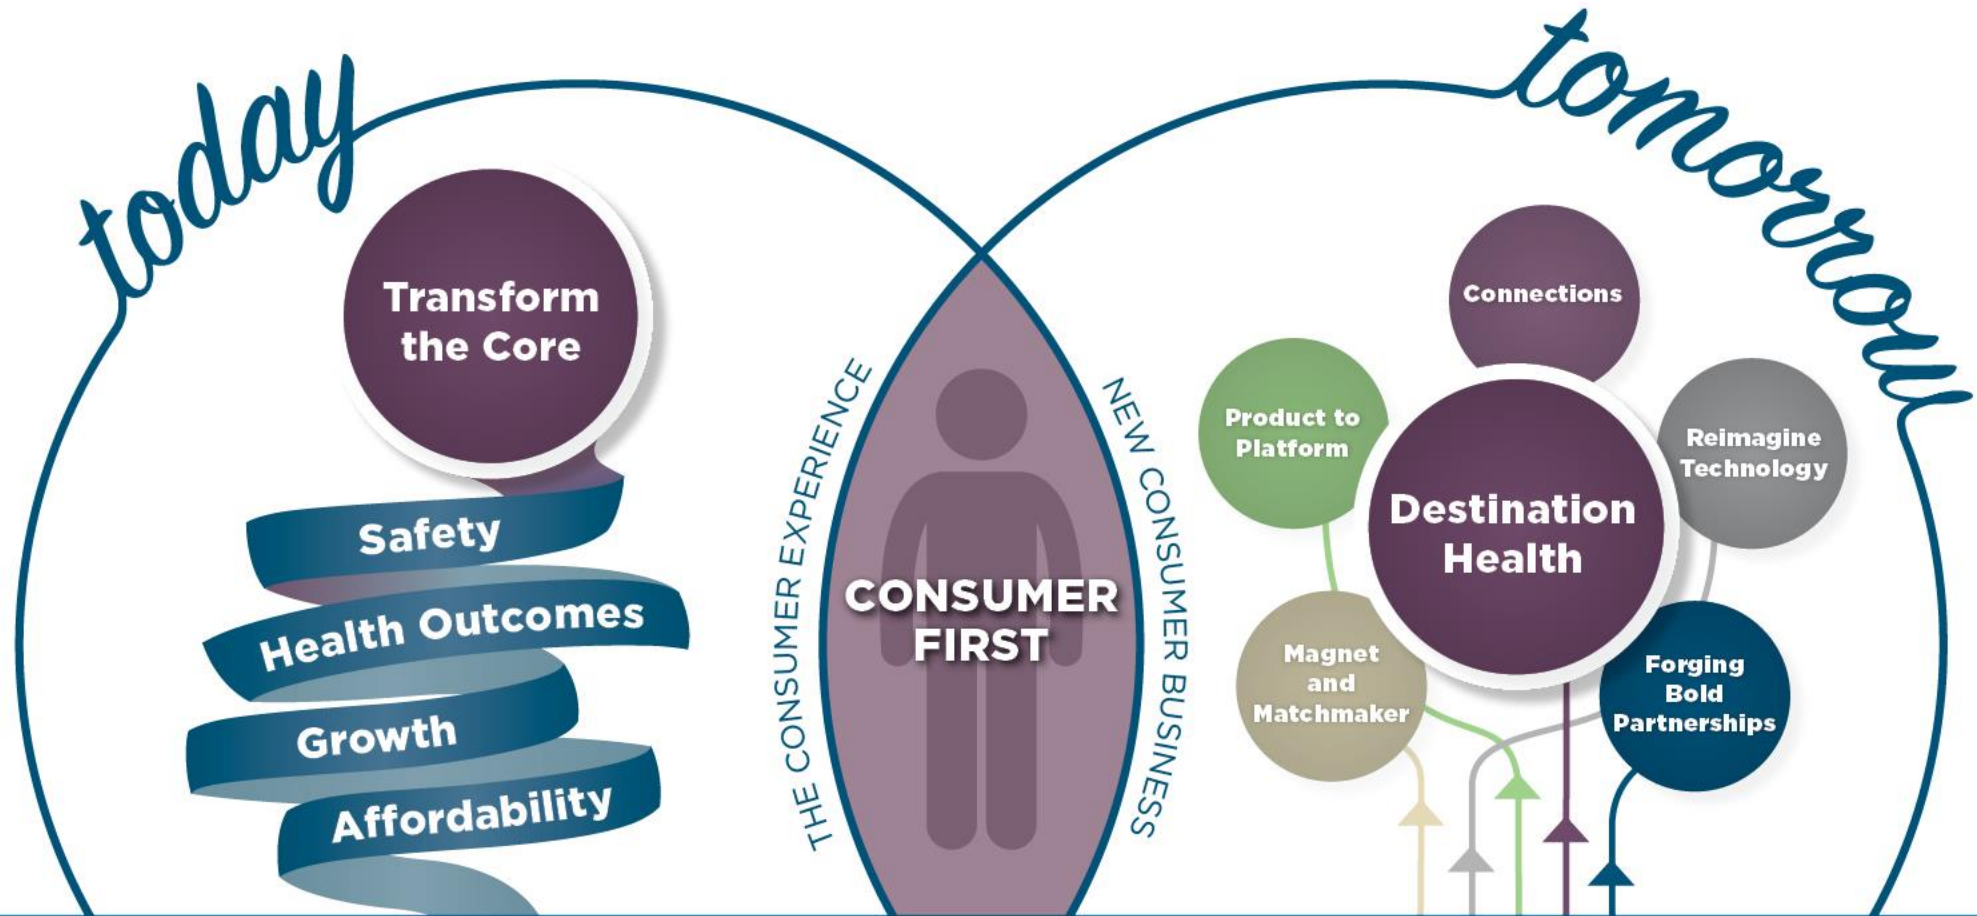 today
Transform
the Core
Safety
Health Outcomes
Growth
Affordability
THE CONSUMER EXPERIENCE
CONSUMER
FIRST
NEW CONSUMER BUSINESS
tomorrow
Connections
Product to
Platform
Reimagine
Technology
Destination
Health
Magnet
and
Matchmaker
Forging
Bold
Partnerships